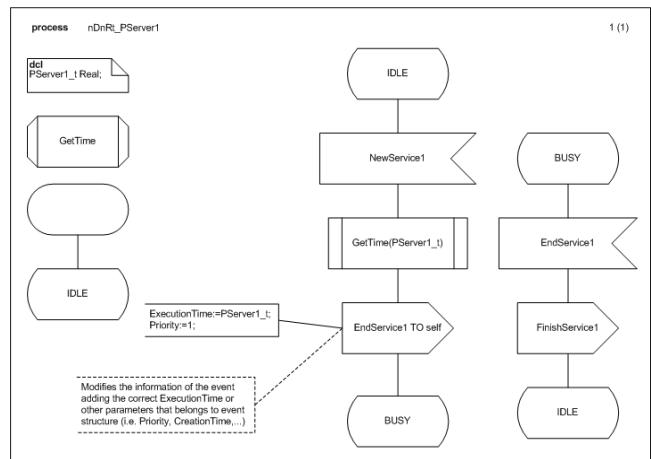 process nDnRt_PServer1 1 (1)
dcl
PServer1_t Real;
GetTime
IDLE
IDLE
NewService1
GetTime(PServer1_t)
ExecutionTime:=PServer1_t;
Priority:=1;
EndService1 TO self
Modifies the information of the event
adding the correct ExecutionTime or
other parameters that belongs to event
structure (i.e. Priority, CreationTime,...)
BUSY
BUSY
EndService1
FinishService1
IDLE